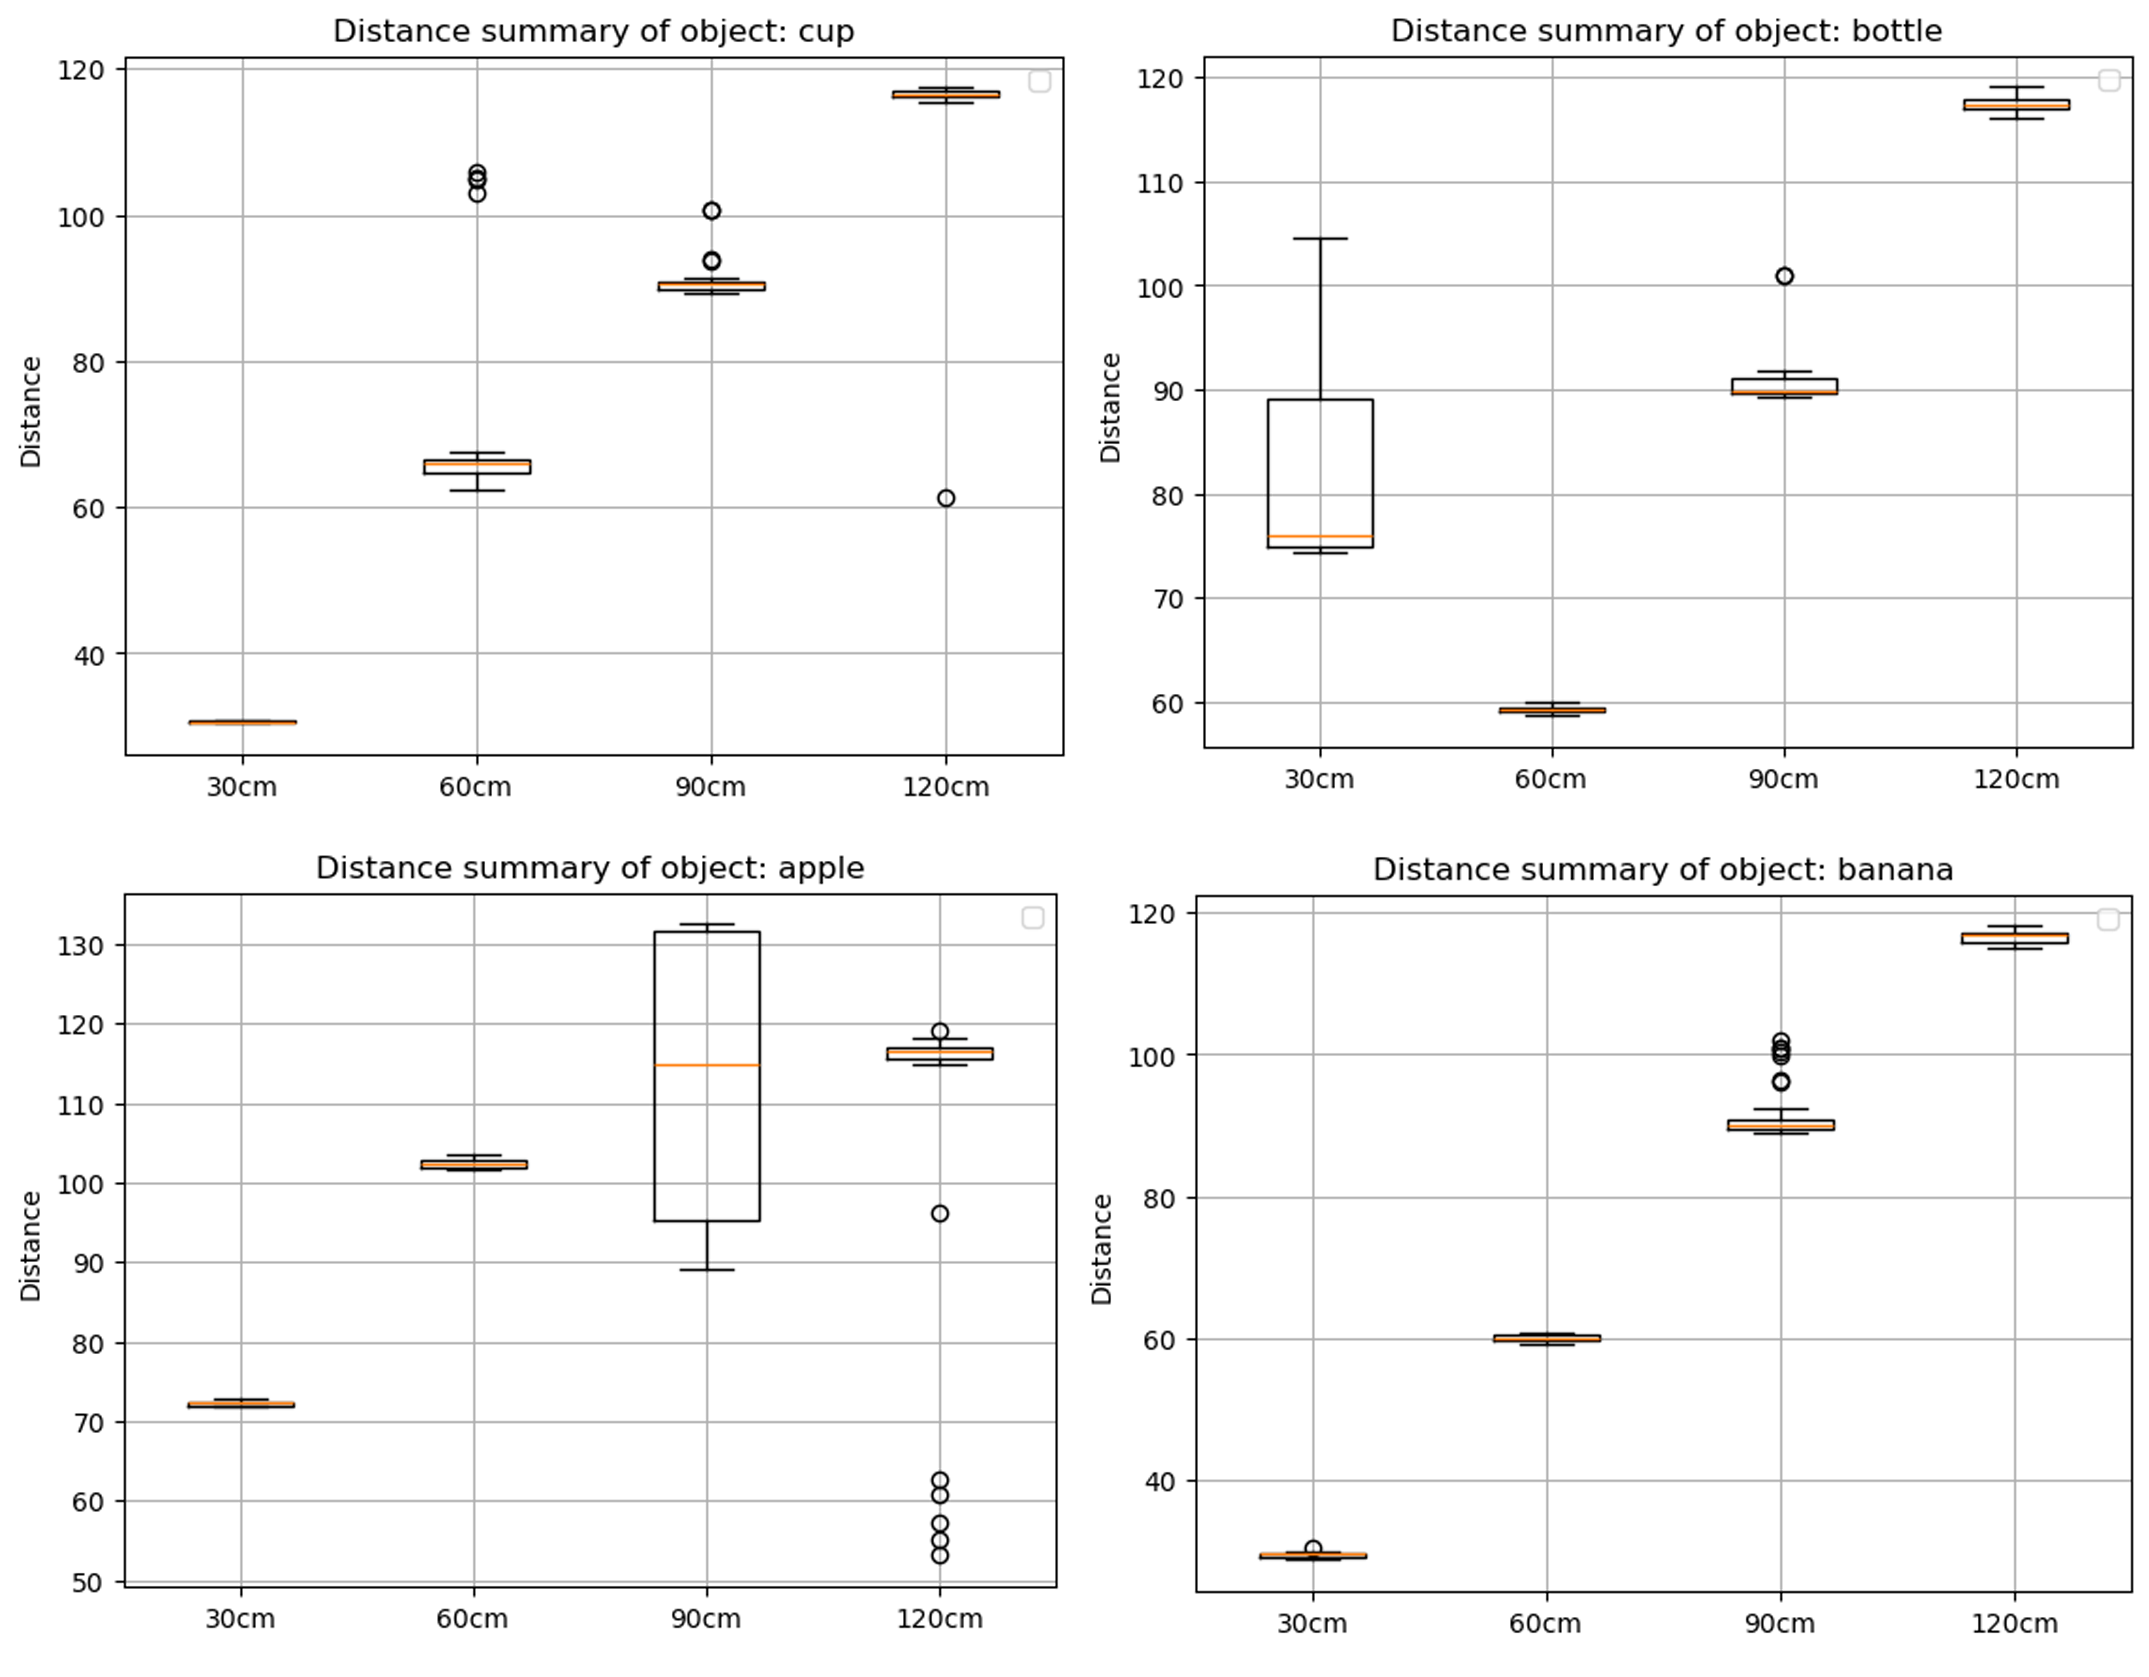 Distance summary of object: cup
120
100
80
60
40
Distance
30cm 60cm 90cm 120cm
Distance summary of object: bottle
120
110
100
90
80
70
60
Distance
30cm 60cm 90cm 120cm
Distance summary of object: apple
130
120
110
100
90
80
70
60
50
Distance
30cm 60cm 90cm 120cm
Distance summary of object: banana
120
100
80
60
40
Distance
30cm 60cm 90cm 120cm